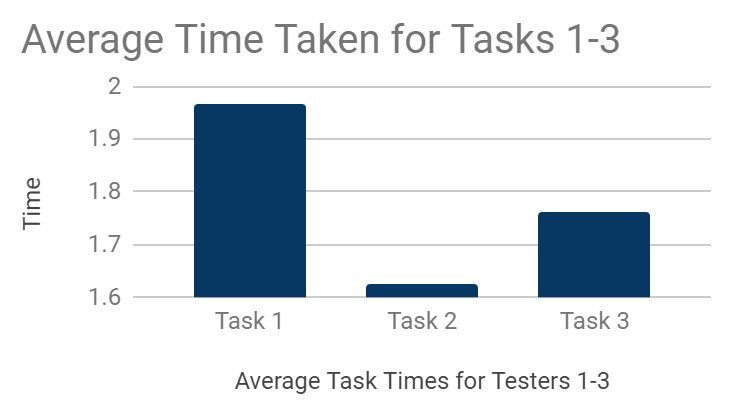 Average Time Taken for Tasks 1-3
2
1.9
1.8
1.7
1.6
Time
Task 1 Task 2 Task 3
Average Task Times for Testers 1-3